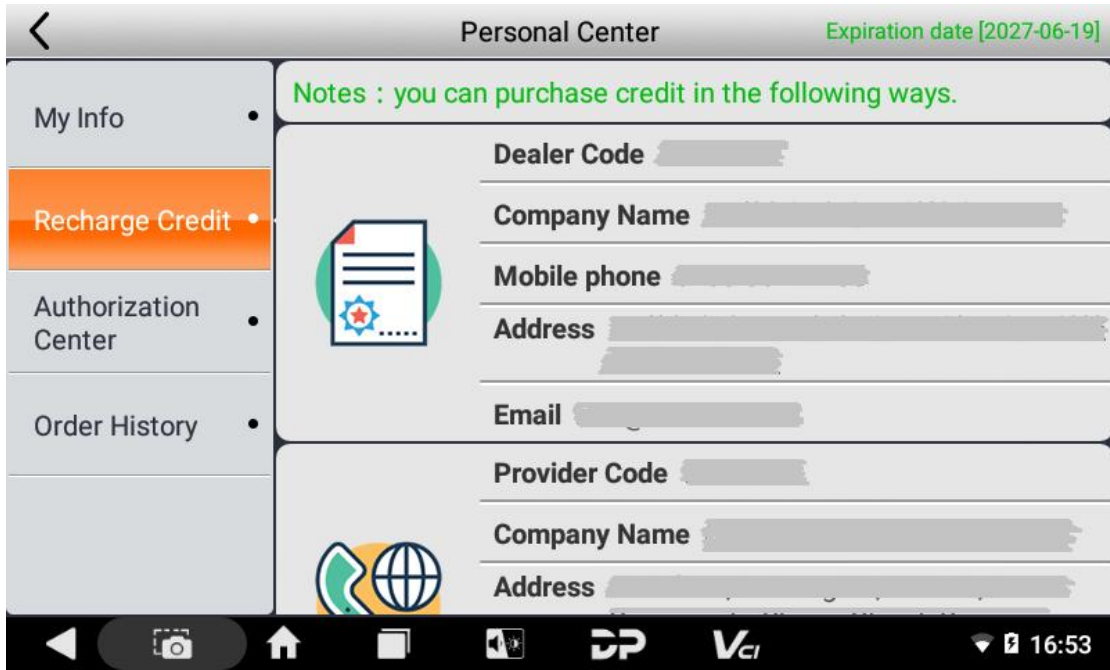 Personal Center
Expiration date [2027-06-19]
My Info
Recharge Credit
Authorization
Center
Order History
Notes : you can purchase credit in the following ways.
Dealer Code
Company Name
Mobile phone
Address
Email
Provider Code
Company Name
Address
DP
VCI
16:53